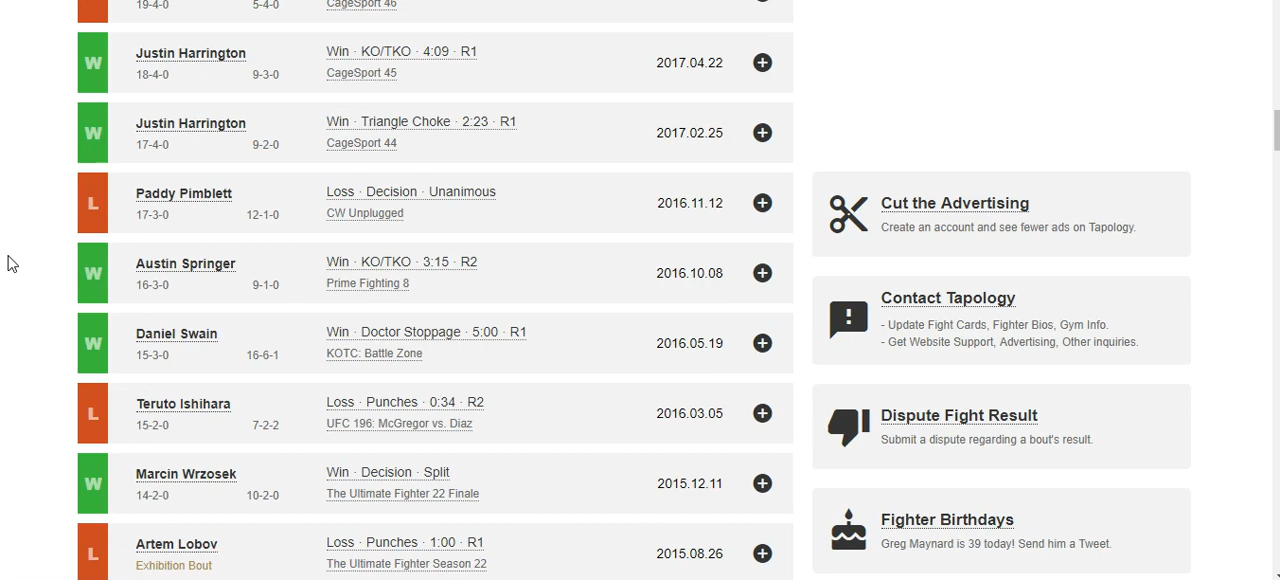 19-4-0 5-4-0 CageSport 46
W Justin Harrington Win · KO/TKO · 4:09 · R1 2017.04.22
18-4-0 9-3-0 CageSport 45
W Justin Harrington Win · Triangle Choke · 2:23 · R1 2017.02.25
17-4-0 9-2-0 CageSport 44
L Paddy Pimblett Loss · Decision · Unanimous 2016.11.12
17-3-0 12-1-0 CW Unplugged
W Austin Springer Win · KO/TKO · 3:15 · R2 2016.10.08
16-3-0 9-1-0 Prime Fighting 8
W Daniel Swain Win · Doctor Stoppage · 5:00 · R1 2016.05.19
15-3-0 16-6-1 KOTC: Battle Zone
L Teruto Ishihara Loss · Punches · 0:34 · R2 2016.03.05
15-2-0 7-2-2 UFC 196: McGregor vs. Diaz
W Marcin Wrzosek Win · Decision · Split 2015.12.11
14-2-0 10-2-0 The Ultimate Fighter 22 Finale
L Artem Lobov Loss · Punches · 1:00 · R1 2015.08.26
Exhibition Bout The Ultimate Fighter Season 22
Cut the Advertising
Create an account and see fewer ads on Tapology.
Contact Tapology
- Update Fight Cards, Fighter Bios, Gym Info.
- Get Website Support, Advertising, Other inquiries.
Dispute Fight Result
Submit a dispute regarding a bout's result.
Fighter Birthdays
Greg Maynard is 39 today! Send him a Tweet.